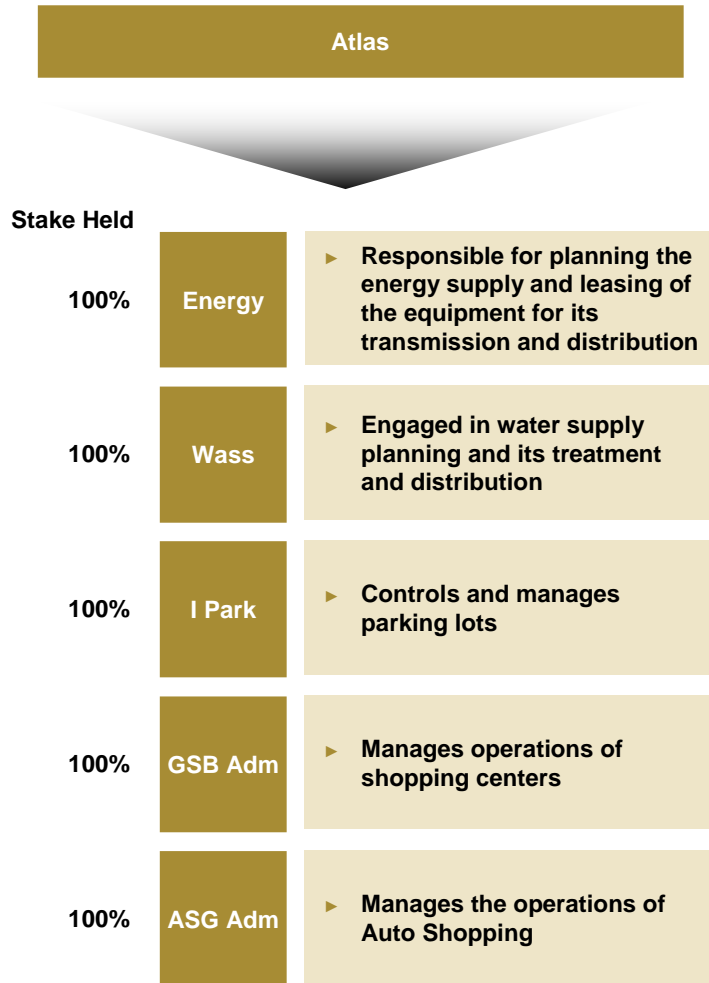 Atlas
Stake Held
100%
Energy
► Responsible for planning the
energy supply and leasing of
the equipment for its
transmission and distribution
100%
Wass
► Engaged in water supply
planning and its treatment
and distribution
100%
I Park
► Controls and manages
parking lots
100%
GSB Adm
► Manages operations of
shopping centers
100%
ASG Adm
► Manages the operations of
Auto Shopping